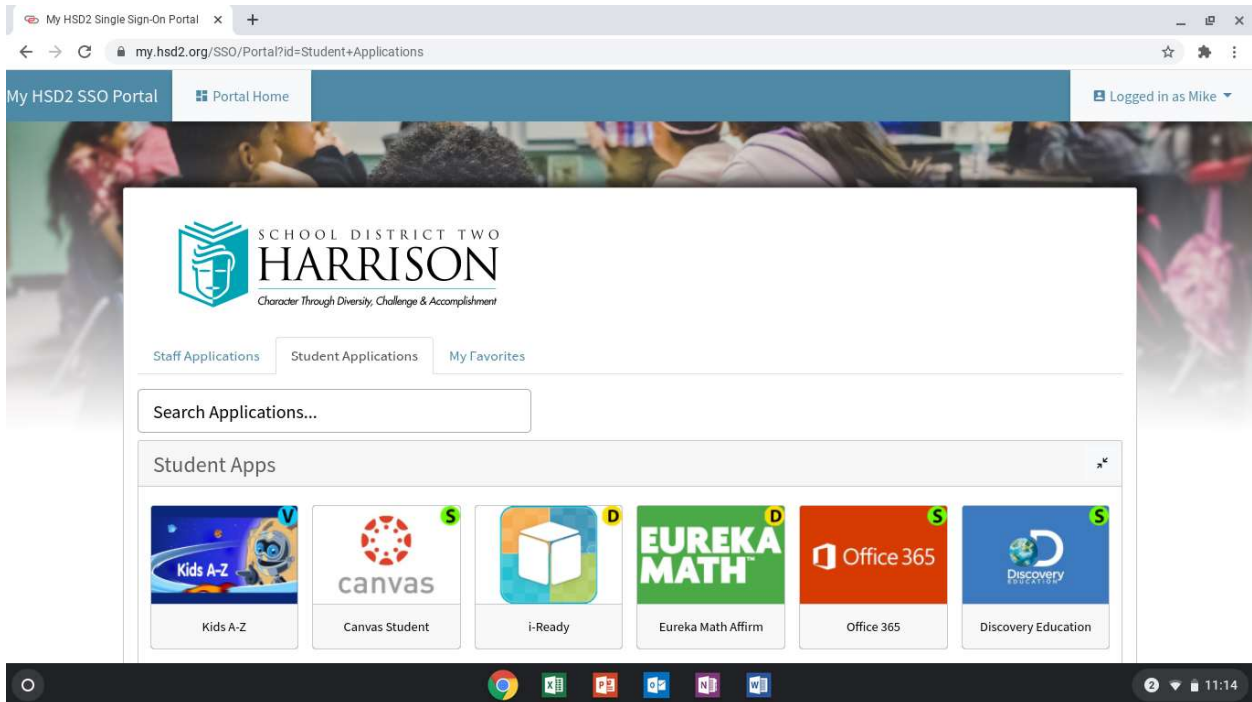 My HSD2 Single Sign-On Portal
my.hsd2.org/SSO/Portal?id=Student+Applications
My HSD2 SSO Portal Portal Home Logged in as Mike
SCHOOL DISTRICT TWO
HARRISON
Character Through Diversity, Challenge & Accomplishment
Staff Applications Student Applications My Favorites
Search Applications...
Student Apps
V S D D S S
Kids A-Z canvas EUREKA MATH™ Office 365 Discovery EDUCATION
Kids A-Z Canvas Student i-Ready Eureka Math Affirm Office 365 Discovery Education
2 11:14